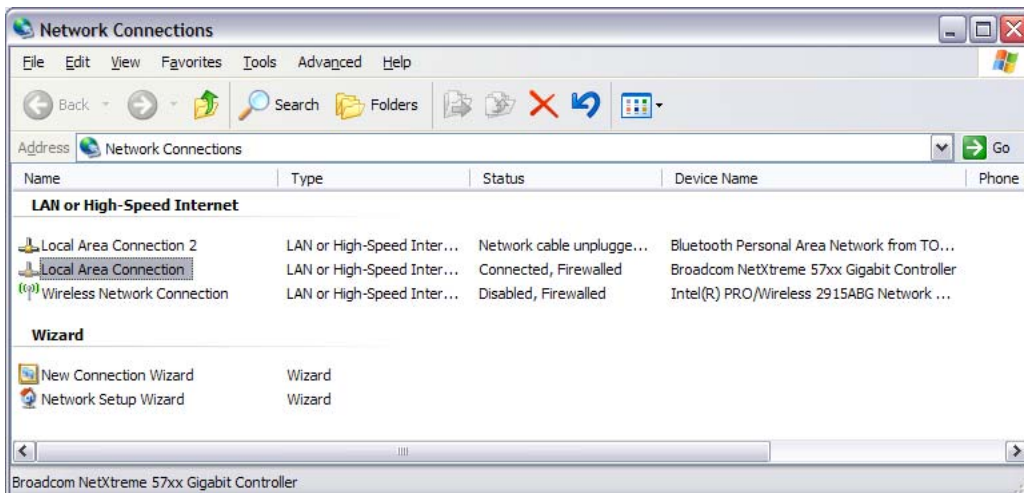 Network Connections
File Edit View Favorites Tools Advanced Help
Back Search Folders
Address Network Connections Go
Name Type Status Device Name Phone
LAN or High-Speed Internet
Local Area Connection 2 LAN or High-Speed Inter... Network cable unplugge... Bluetooth Personal Area Network from TO...
Local Area Connection LAN or High-Speed Inter... Connected, Firewalled Broadcom NetXtreme 57xx Gigabit Controller
Wireless Network Connection LAN or High-Speed Inter... Disabled, Firewalled Intel(R) PRO/Wireless 2915ABG Network ...
Wizard
New Connection Wizard Wizard
Network Setup Wizard Wizard
Broadcom NetXtreme 57xx Gigabit Controller